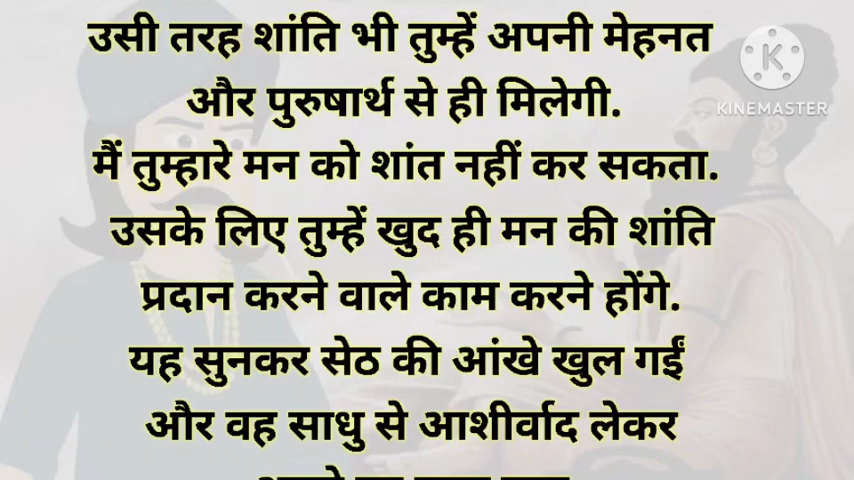 उसी तरह शांति भी तुम्हें अपनी मेहनत
और पुरुषार्थ से ही मिलेगी.
मैं तुम्हारे मन को शांत नहीं कर सकता.
उसके लिए तुम्हें खुद ही मन की शांति
प्रदान करने वाले काम करने होंगे.
यह सुनकर सेठ की आंखे खुल गईं
और वह साधु से आशीर्वाद लेकर
KINEMASTER